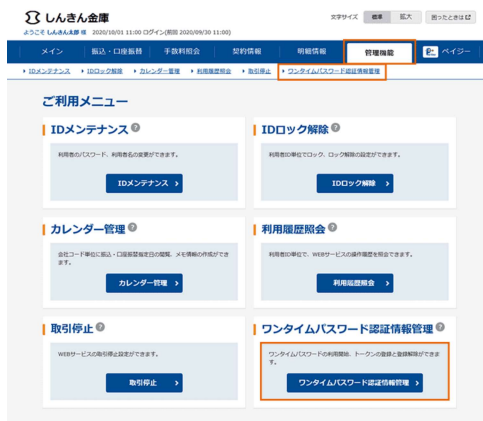 しんきん金庫
文字サイズ 標準 拡大 困ったときは
ようこそ しんきん太郎 様 2020/10/01 11:00 ログイン(前回 2020/09/30 11:00)
メイン 振込・口座振替 手数料照会 契約情報 明細情報 管理機能 ペイジー
IDメンテナンス IDロック解除 カレンダー管理 利用履歴照会 取引停止 ワンタイムパスワード認証情報管理
ご利用メニュー
IDメンテナンス ?
利用者のパスワード、利用者名の変更ができます。
IDメンテナンス
IDロック解除 ?
利用者ID単位でロック、ロック解除の設定ができます。
IDロック解除
カレンダー管理 ?
会社コード単位に振込・口座振替指定日の閲覧、メモ情報の作成ができ
ます。
カレンダー管理
利用履歴照会 ?
利用者ID単位で、WEBサービスの操作履歴を照会できます。
利用履歴照会
取引停止 ?
WEBサービスの取引停止設定ができます。
取引停止
ワンタイムパスワード認証情報管理 ?
ワンタイムパスワードの利用開始、トークンの登録と登録解除ができま
す。
ワンタイムパスワード認証情報管理